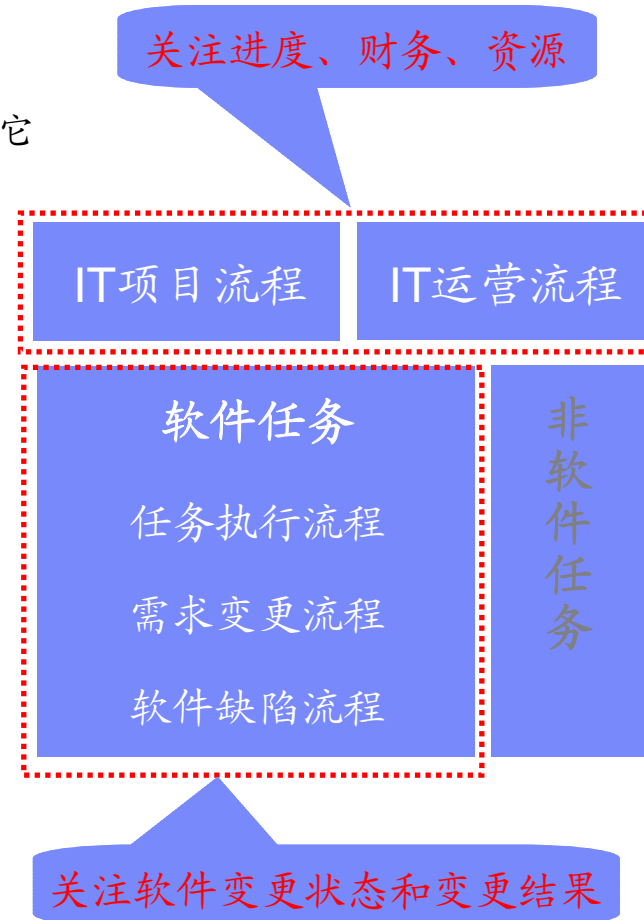 关注进度、财务、资源
它
IT项目流程
IT运营流程
软件任务
任务执行流程
需求变更流程
软件缺陷流程
非软件任务
关注软件变更状态和变更结果